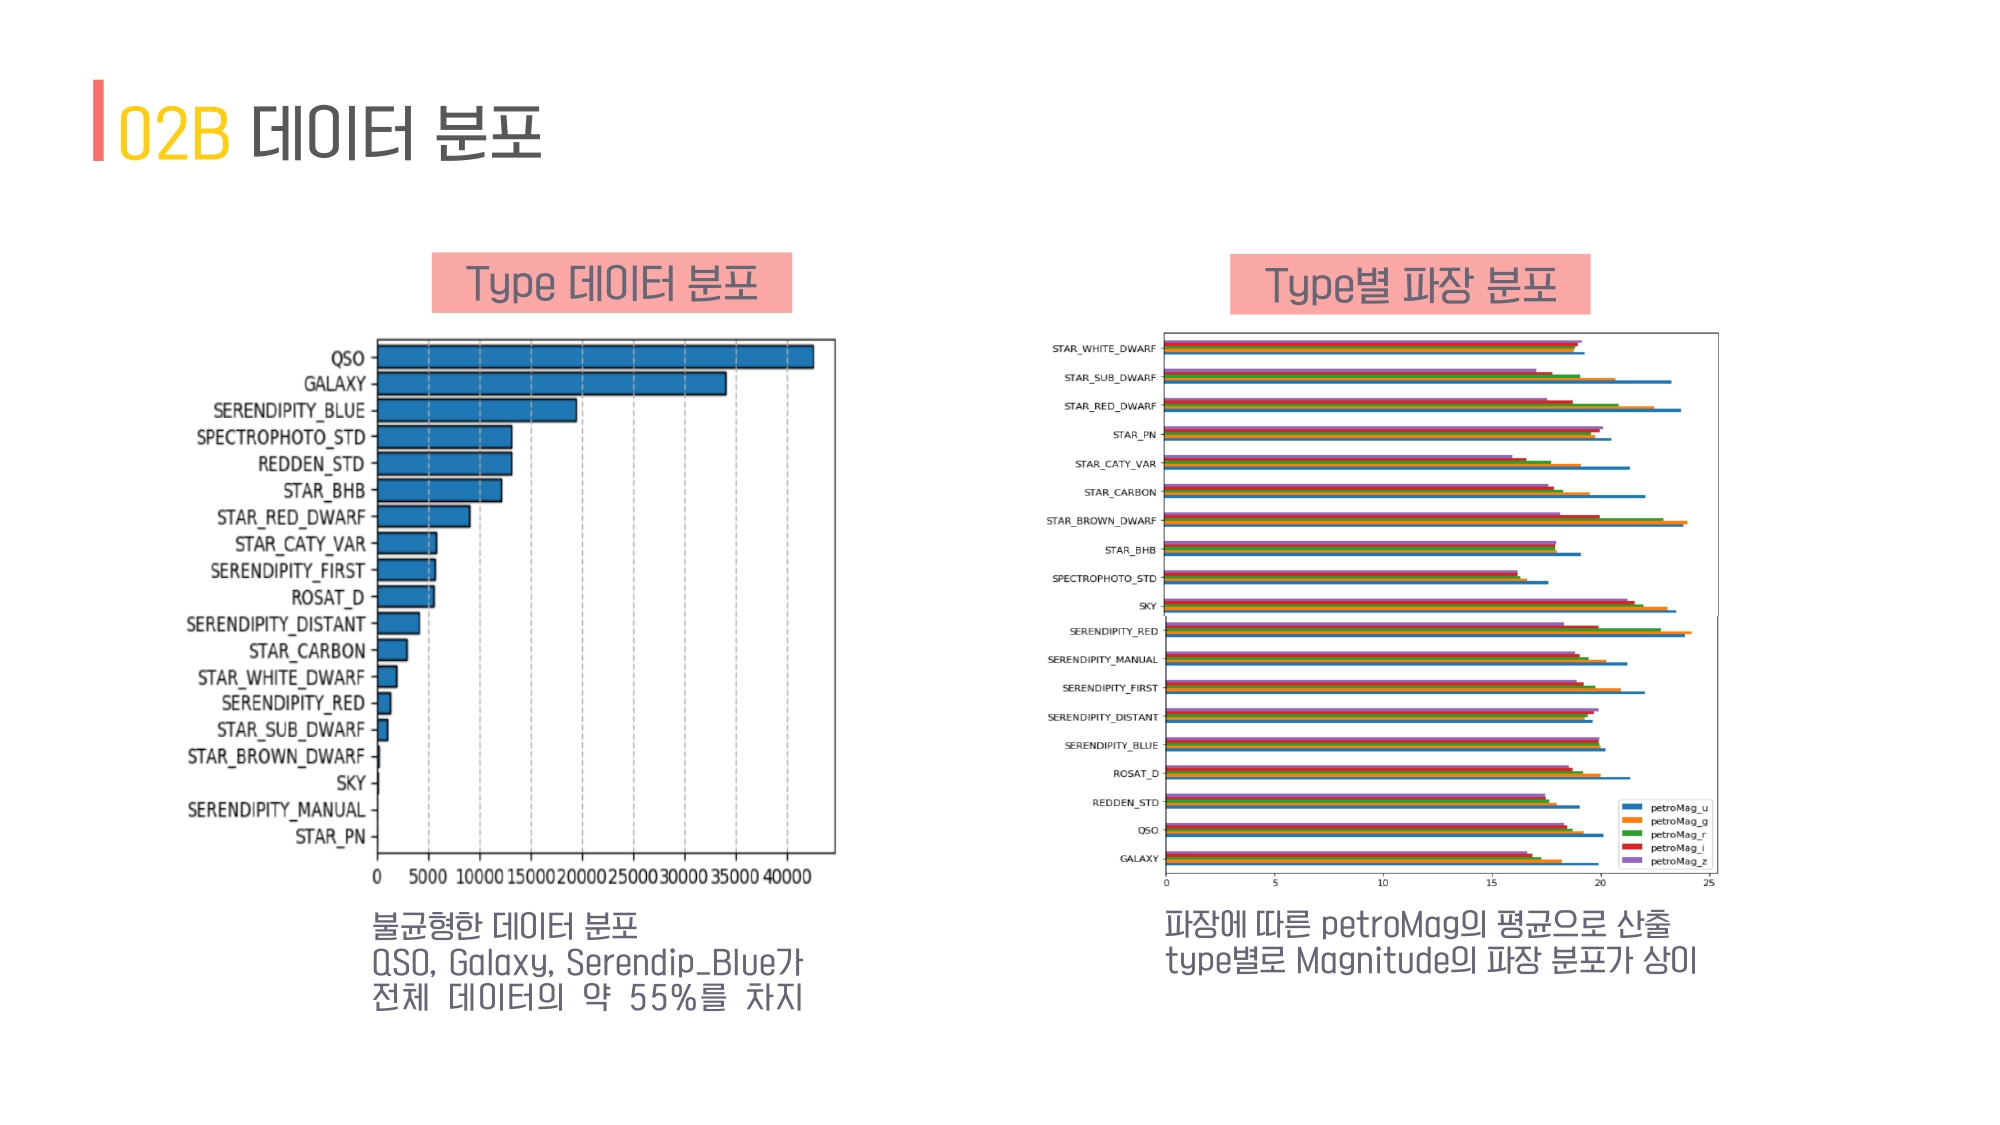 02B 데이터 분포
Type 데이터 분포
QSO
GALAXY
SERENDIPITY_BLUE
SPECTROPHOTO_STD
REDDEN_STD
STAR_BHB
STAR_RED_DWARF
STAR_CATY_VAR
SERENDIPITY_FIRST
ROSAT_D
SERENDIPITY_DISTANT
STAR_CARBON
STAR_WHITE_DWARF
SERENDIPITY_RED
STAR_SUB_DWARF
STAR_BROWN_DWARF
SKY
SERENDIPITY_MANUAL
STAR_PN
0 5000 10000 15000 20000 25000 30000 35000 40000
불균형한 데이터 분포
QSO, Galaxy, Serendip_Blue가
전체 데이터의 약 55%를 차지
Type별 파장 분포
STAR_WHITE_DWARF
STAR_SUB_DWARF
STAR_RED_DWARF
STAR_PN
STAR_CATY_VAR
STAR_CARBON
STAR_BROWN_DWARF
STAR_BHB
SPECTROPHOTO_STD
SKY
SERENDIPITY_RED
SERENDIPITY_MANUAL
SERENDIPITY_FIRST
SERENDIPITY_DISTANT
SERENDIPITY_BLUE
ROSAT_D
REDDEN_STD
QSO
GALAXY
petroMag_u
petroMag_g
petroMag_r
petroMag_i
petroMag_z
0 5 10 15 20 25
파장에 따른 petroMag의 평균으로 산출
type별로 Magnitude의 파장 분포가 상이